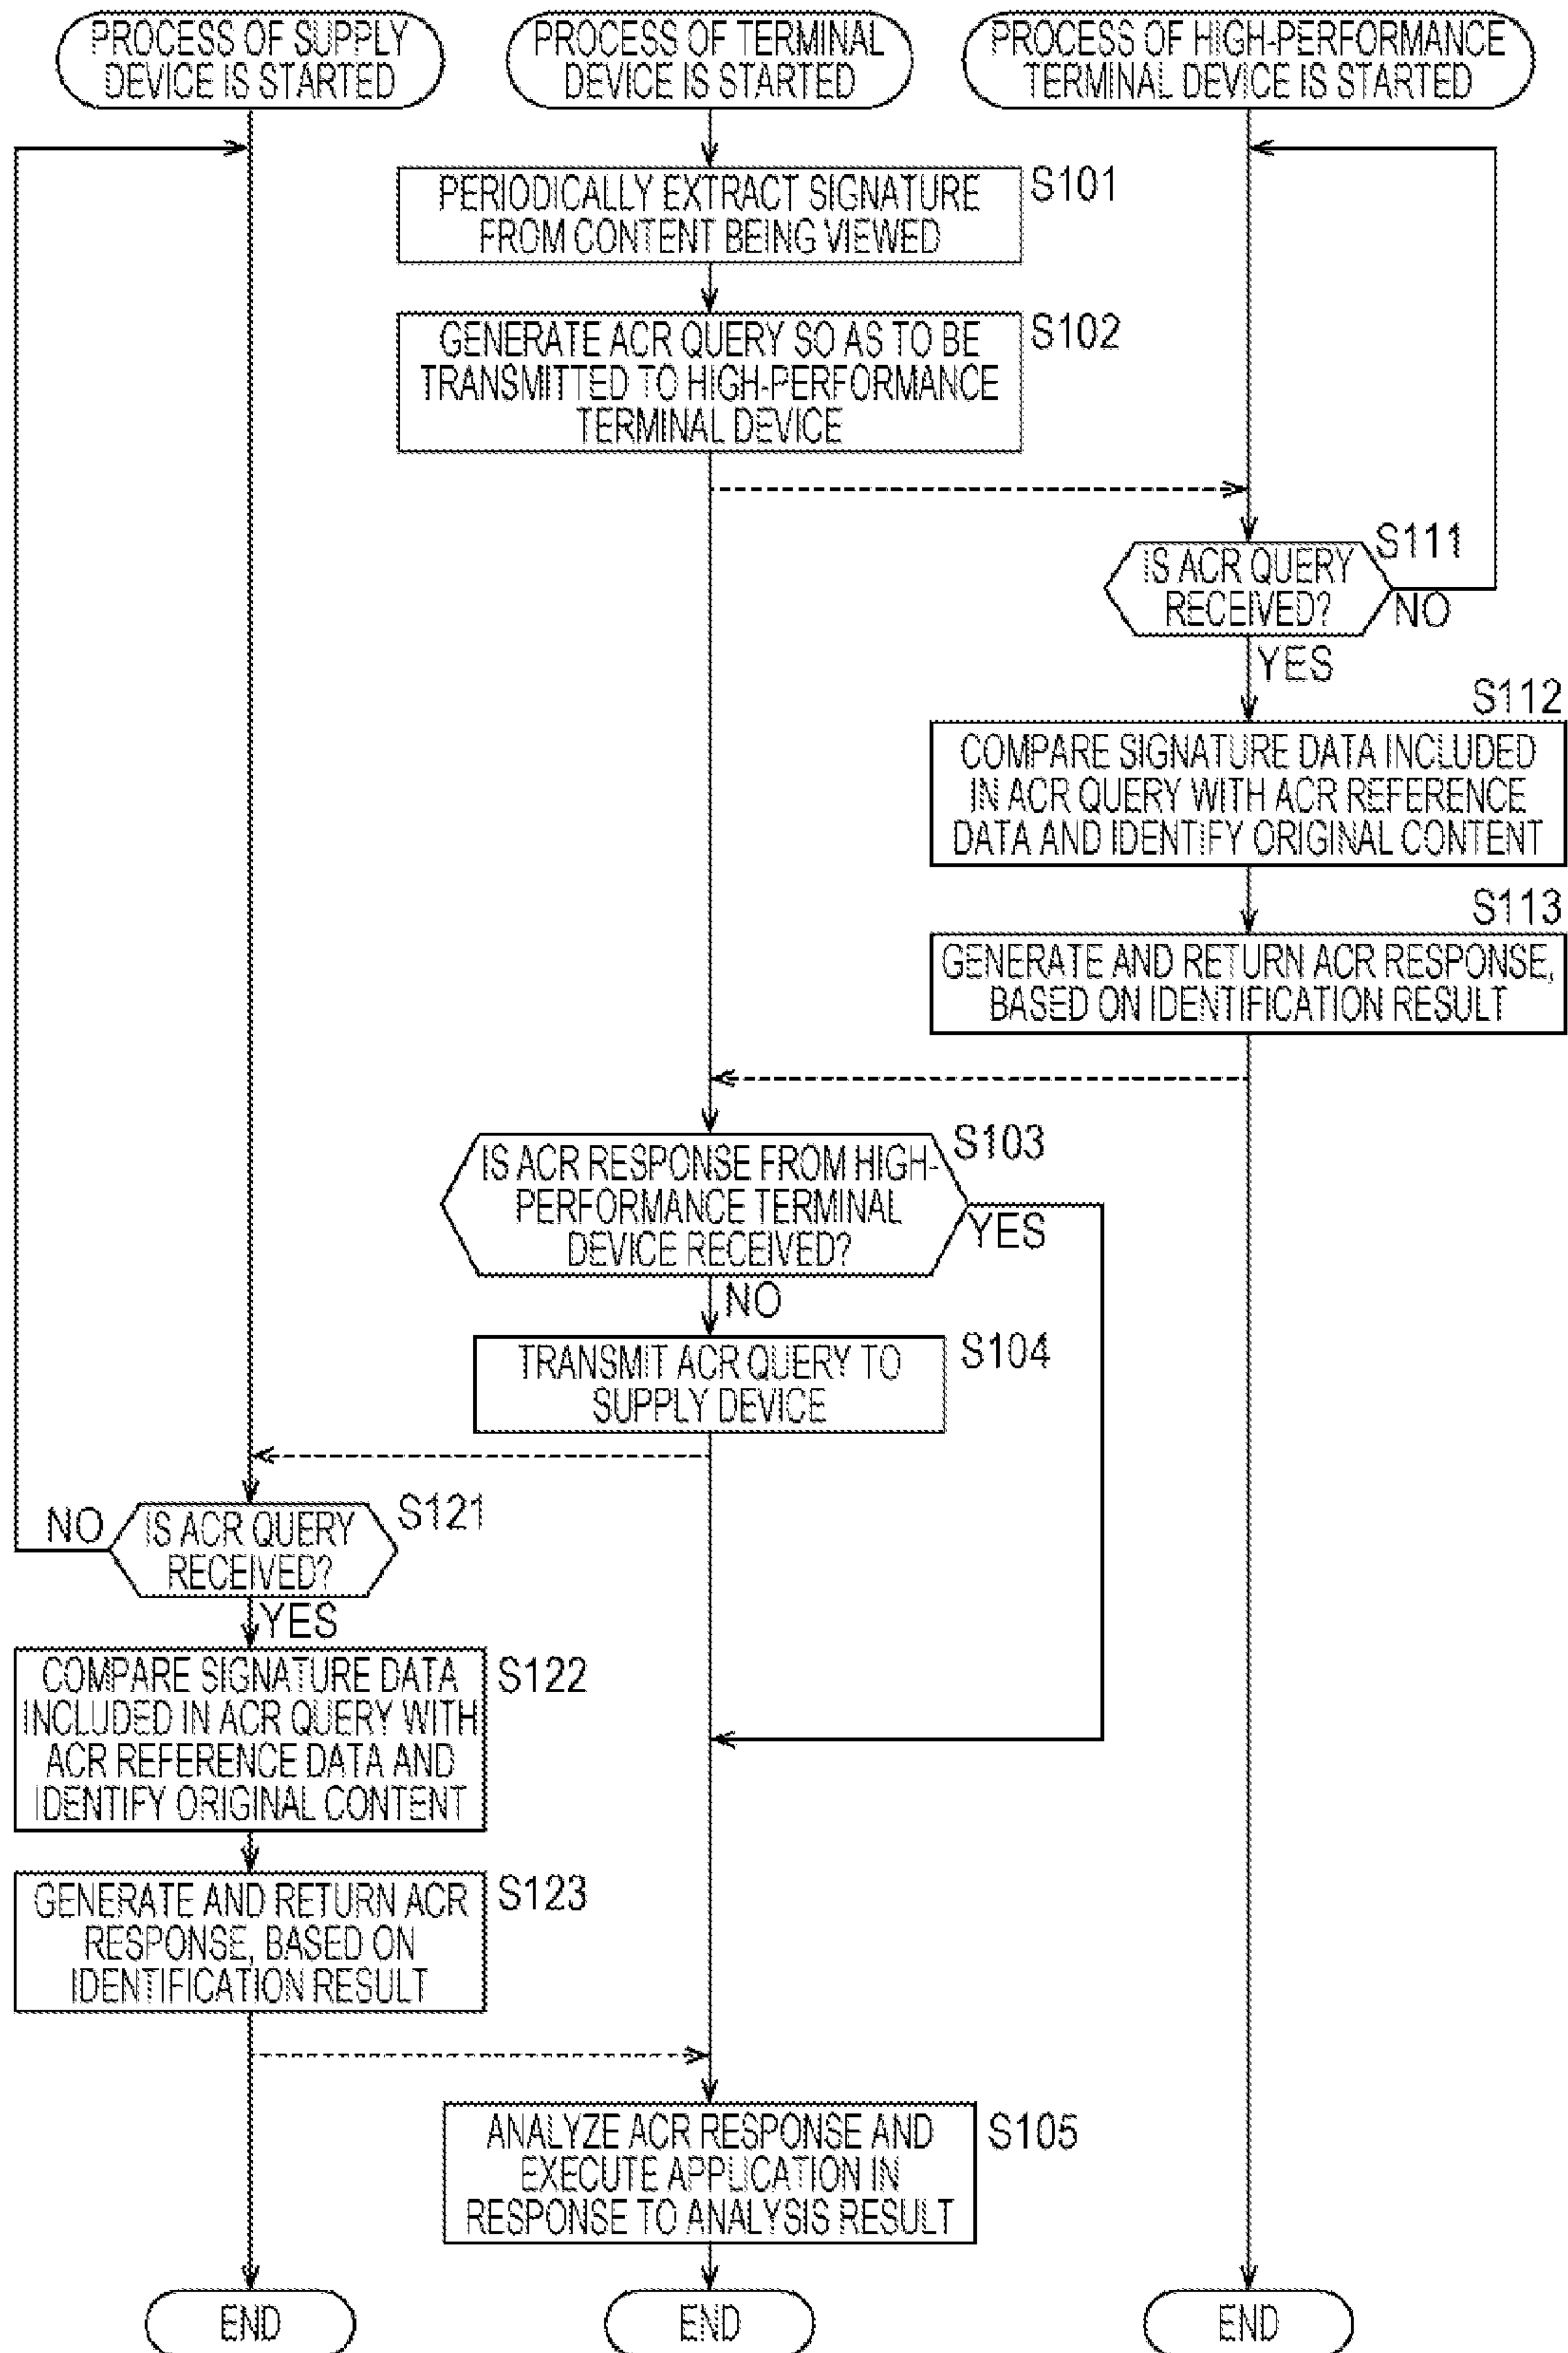 PROCESS OF SUPPLY
DEVICE IS STARTED
PROCESS OF TERMINAL
DEVICE IS STARTED
PROCESS OF HIGH-PERFORMANCE
TERMINAL DEVICE IS STARTED
PERIODICALLY EXTRACT SIGNATURE
FROM CONTENT BEING VIEWED
S101
GENERATE ACR QUERY SO AS TO BE
TRANSMITTED TO HIGH-PERFORMANCE
TERMINAL DEVICE
S102
S111
IS ACR QUERY
RECEIVED?
NO
YES
S112
COMPARE SIGNATURE DATA INCLUDED
IN ACR QUERY WITH ACR REFERENCE
DATA AND IDENTIFY ORIGINAL CONTENT
S113
GENERATE AND RETURN ACR RESPONSE,
BASED ON IDENTIFICATION RESULT
S103
IS ACR RESPONSE FROM HIGH-
PERFORMANCE TERMINAL
DEVICE RECEIVED?
YES
NO
TRANSMIT ACR QUERY TO
SUPPLY DEVICE
S104
NO
IS ACR QUERY
RECEIVED?
S121
YES
COMPARE SIGNATURE DATA
INCLUDED IN ACR QUERY WITH
ACR REFERENCE DATA AND
IDENTIFY ORIGINAL CONTENT
S122
GENERATE AND RETURN ACR
RESPONSE, BASED ON
IDENTIFICATION RESULT
S123
ANALYZE ACR RESPONSE AND
EXECUTE APPLICATION IN
RESPONSE TO ANALYSIS RESULT
S105
END
END
END